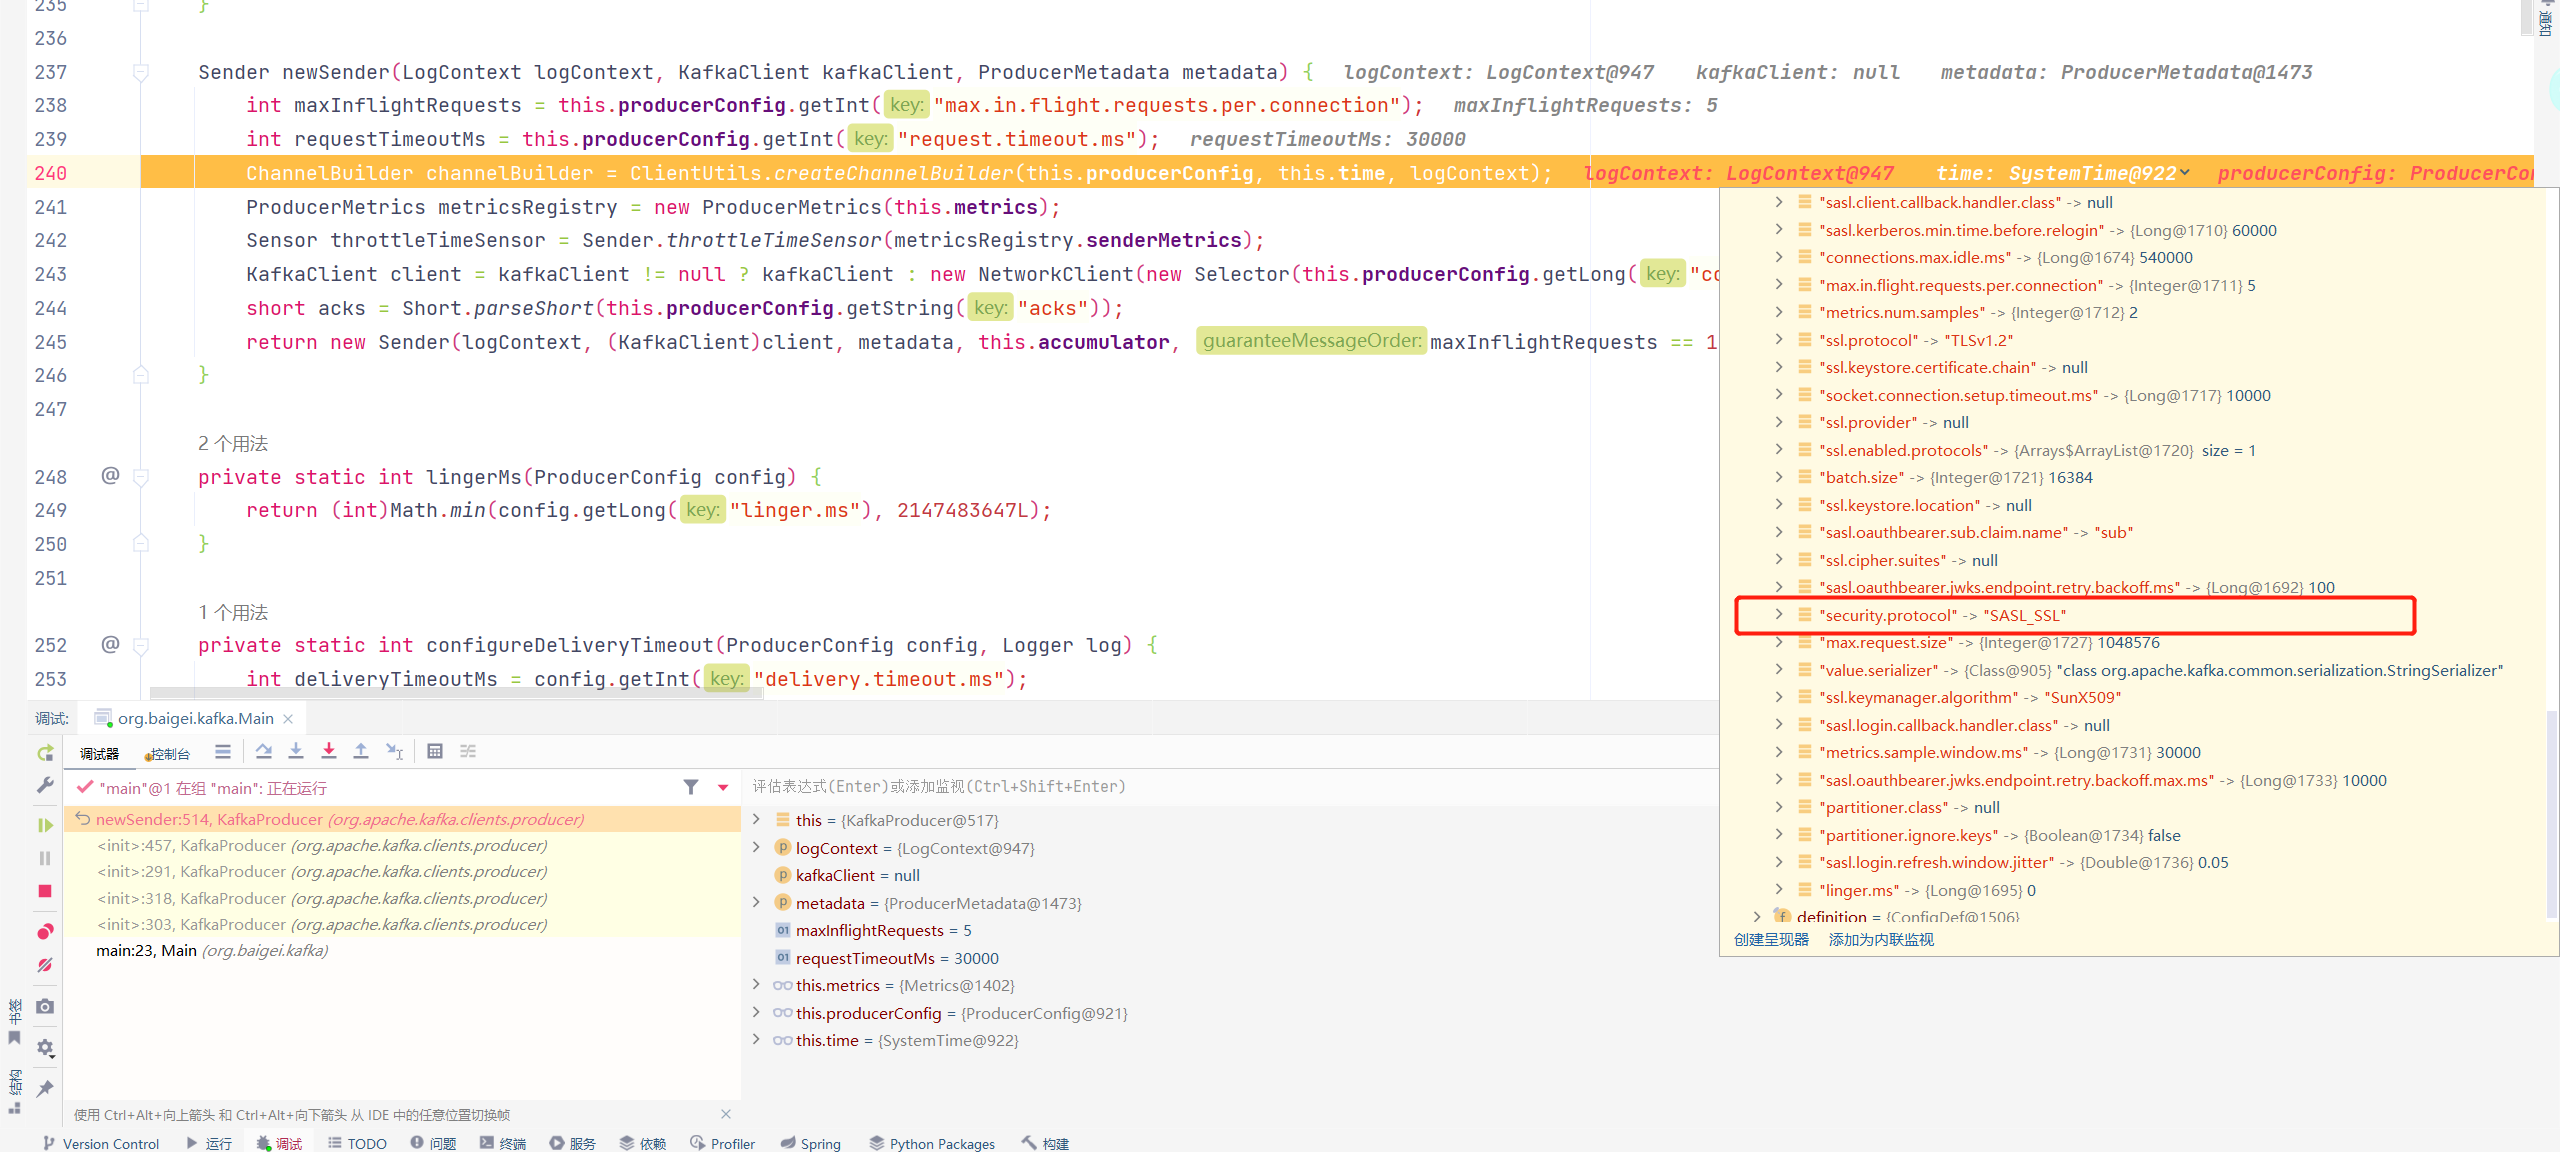 235 }
236
237 Sender newSender(LogContext logContext, KafkaClient kafkaClient, ProducerMetadata metadata) { logContext: LogContext@947 kafkaClient: null metadata: ProducerMetadata@1473
238 int maxInflightRequests = this.producerConfig.getInt( key: "max.in.flight.requests.per.connection"); maxInflightRequests: 5
239 int requestTimeoutMs = this.producerConfig.getInt( key: "request.timeout.ms"); requestTimeoutMs: 30000
240 ChannelBuilder channelBuilder = ClientUtils.createChannelBuilder(this.producerConfig, this.time, logContext); logContext: LogContext@947 time: SystemTime@922 producerConfig: ProducerCon
241 ProducerMetrics metricsRegistry = new ProducerMetrics(this.metrics);
242 Sensor throttleTimeSensor = Sender.throttleTimeSensor(metricsRegistry.senderMetrics);
243 KafkaClient client = kafkaClient != null ? kafkaClient : new NetworkClient(new Selector(this.producerConfig.getLong( key: "co
244 short acks = Short.parseShort(this.producerConfig.getString( key: "acks"));
245 return new Sender(logContext, (KafkaClient)client, metadata, this.accumulator, guaranteeMessageOrder: maxInflightRequests == 1
246 }
247
2 个用法
248 @ private static int lingerMs(ProducerConfig config) {
249 return (int)Math.min(config.getLong( key: "linger.ms"), 2147483647L);
250 }
251
1 个用法
252 @ private static int configureDeliveryTimeout(ProducerConfig config, Logger log) {
253 int deliveryTimeoutMs = config.getInt( key: "delivery.timeout.ms");
通知
"sasl.client.callback.handler.class" -> null
"sasl.kerberos.min.time.before.relogin" -> {Long@1710} 60000
"connections.max.idle.ms" -> {Long@1674} 540000
"max.in.flight.requests.per.connection" -> {Integer@1711} 5
"metrics.num.samples" -> {Integer@1712} 2
"ssl.protocol" -> "TLSv1.2"
"ssl.keystore.certificate.chain" -> null
"socket.connection.setup.timeout.ms" -> {Long@1717} 10000
"ssl.provider" -> null
"ssl.enabled.protocols" -> {Arrays$ArrayList@1720} size = 1
"batch.size" -> {Integer@1721} 16384
"ssl.keystore.location" -> null
"sasl.oauthbearer.sub.claim.name" -> "sub"
"ssl.cipher.suites" -> null
"sasl.oauthbearer.jwks.endpoint.retry.backoff.ms" -> {Long@1692} 100
"security.protocol" -> "SASL_SSL"
"max.request.size" -> {Integer@1727} 1048576
"value.serializer" -> {Class@905} "class org.apache.kafka.common.serialization.StringSerializer"
"ssl.keymanager.algorithm" -> "SunX509"
"sasl.login.callback.handler.class" -> null
"metrics.sample.window.ms" -> {Long@1731} 30000
"sasl.oauthbearer.jwks.endpoint.retry.backoff.max.ms" -> {Long@1733} 10000
"partitioner.class" -> null
"partitioner.ignore.keys" -> {Boolean@1734} false
"sasl.login.refresh.window.jitter" -> {Double@1736} 0.05
"linger.ms" -> {Long@1695} 0
definition = {ConfigDef@1506}
创建呈现器 添加为内联监视
调试: org.baigei.kafka.Main
调试器 控制台
"main"@1 在组 "main": 正在运行
newSender:514, KafkaProducer (org.apache.kafka.clients.producer)
<init>:457, KafkaProducer (org.apache.kafka.clients.producer)
<init>:291, KafkaProducer (org.apache.kafka.clients.producer)
<init>:318, KafkaProducer (org.apache.kafka.clients.producer)
<init>:303, KafkaProducer (org.apache.kafka.clients.producer)
main:23, Main (org.baigei.kafka)
评估表达式(Enter)或添加监视(Ctrl+Shift+Enter)
this = {KafkaProducer@517}
logContext = {LogContext@947}
kafkaClient = null
metadata = {ProducerMetadata@1473}
maxInflightRequests = 5
requestTimeoutMs = 30000
this.metrics = {Metrics@1402}
this.producerConfig = {ProducerConfig@921}
this.time = {SystemTime@922}
书签
结构
使用 Ctrl+Alt+向上箭头 和 Ctrl+Alt+向下箭头 从 IDE 中的任意位置切换帧
Version Control 运行 调试 TODO 问题 终端 服务 依赖 Profiler Spring Python Packages 构建